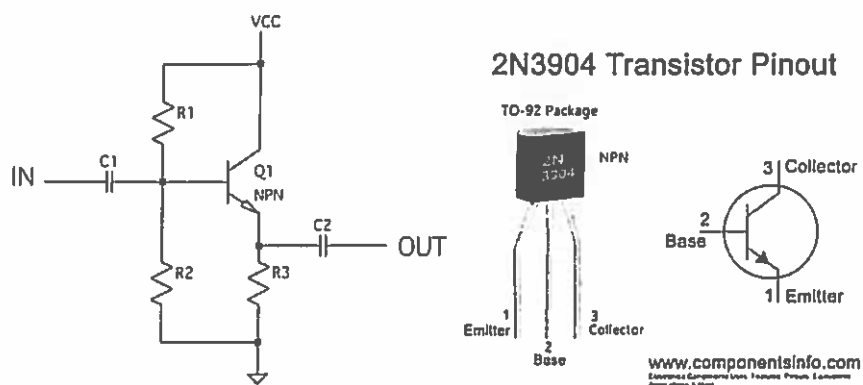 VCC
R1
C1
IN
Q1
NPN
C2
OUT
R2
R3
2N3904 Transistor Pinout
TO-92 Package
2N
3904
NPN
1
Emitter
2
Base
3
Collector
3 Collector
2
Base
1 Emitter
www.componentsinfo.com